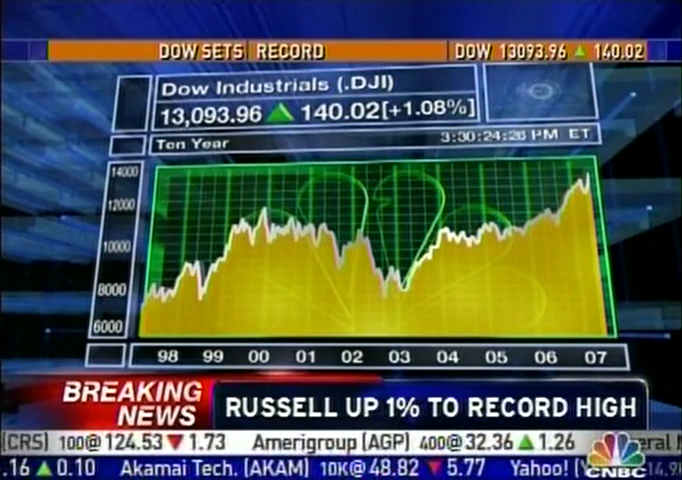 DOW SETS RECORD DOW 13093.96 ▲ 140.02
Dow Industrials (.DJI)
13,093.96 ▲ 140.02[+1.08%]
Ten Year 3:30:24:26 PM ET
14000
12000
10000
8000
6000
98 99 00 01 02 03 04 05 06 07
BREAKING NEWS
RUSSELL UP 1% TO RECORD HIGH
(CRS) 100@124.53 ▼ 1.73 Amerigroup (AGP) 400@32.36 ▲ 1.26 eral M
.16 ▲ 0.10 Akamai Tech. (AKAM) 10K@48.82 ▼ 5.77 Yahoo! (Y
CNBC